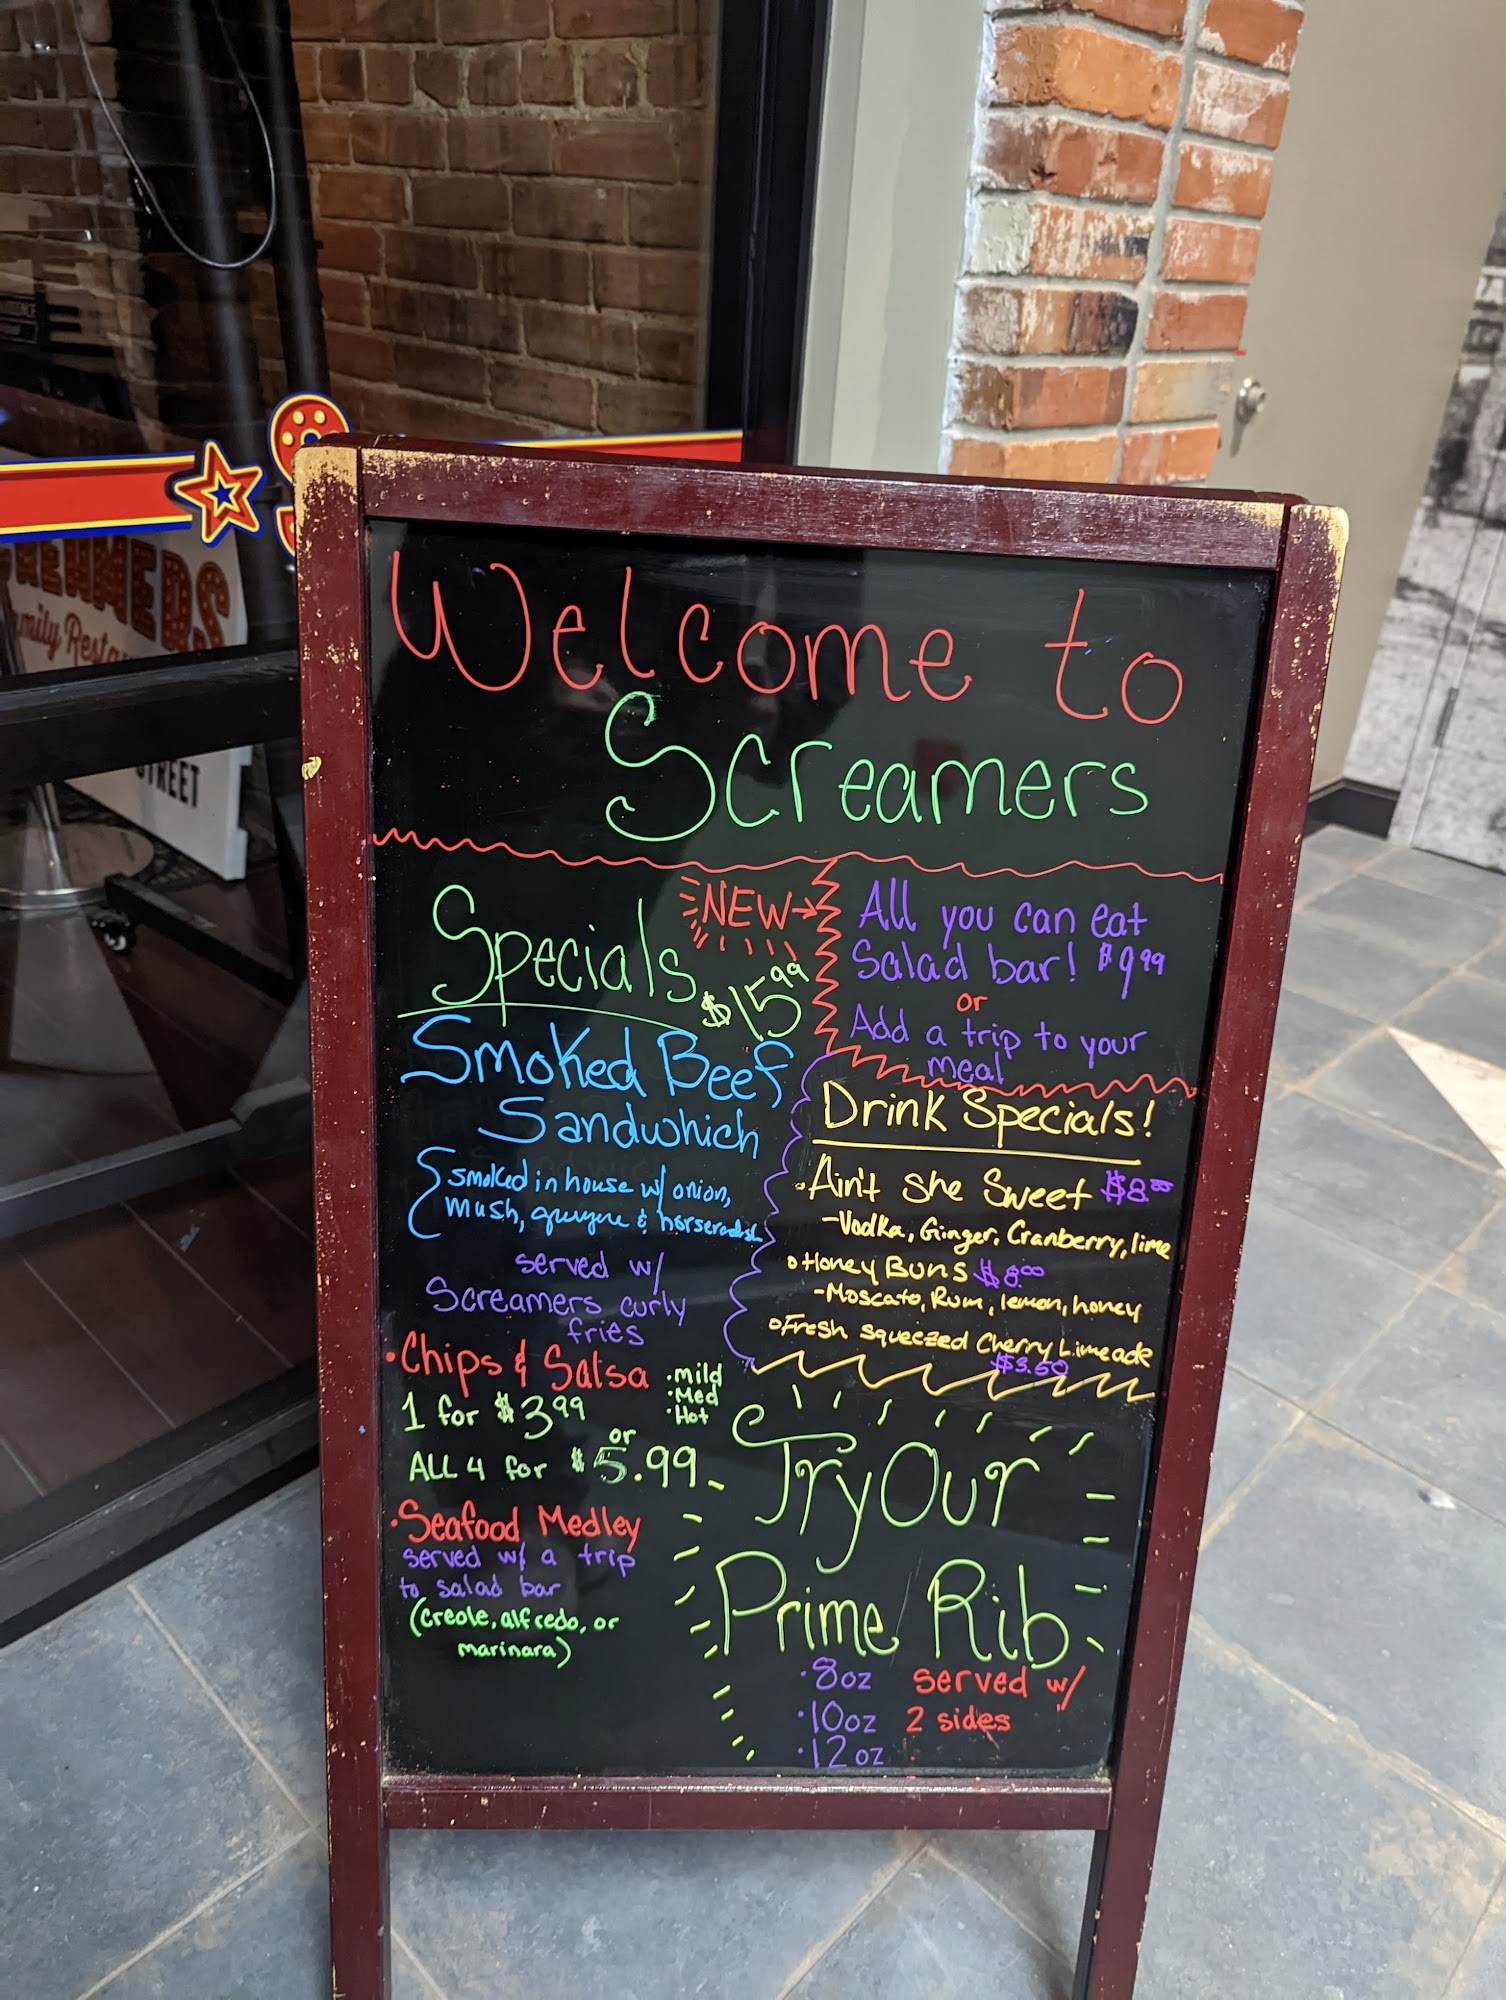 Welcome to
Screamers
Specials
NEW
$15.99
Smoked Beef
Sandwhich
smoked in house w/ onion,
mush, gruyere & horseradish
served w/
Screamers curly
fries
• Chips & Salsa
• mild
• Med
• Hot
1 for $3.99
or
ALL 4 for $5.99
• Seafood Medley
served w/ a trip
to salad bar
(creole, alfredo, or
marinara)
All you can eat
Salad bar! $9.99
or
Add a trip to your
meal
Drink Specials!
• Ain't She Sweet $8.00
- Vodka, Ginger, Cranberry, lime
o Honey Buns $8.00
- Moscato, Rum, lemon, honey
o Fresh squeezed Cherry Limeade
$3.50
Try Our
Prime Rib
• 8oz served w/
• 10oz 2 sides
• 12oz
mily Resta
STREET